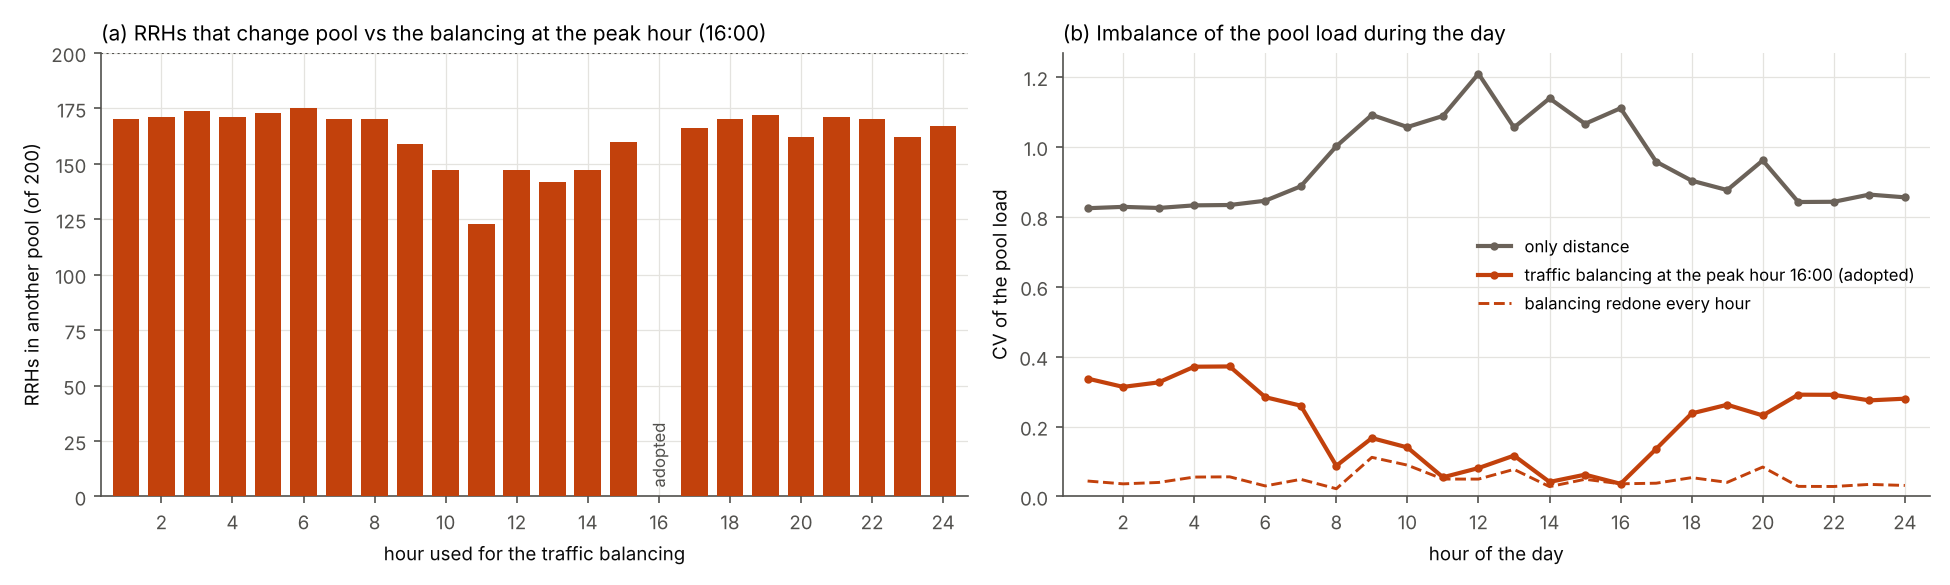 (a) RRHs that change pool vs the balancing at the peak hour (16:00)
RRHs in another pool (of 200)
200
175
150
125
100
75
50
25
0
adopted
2 4 6 8 10 12 14 16 18 20 22 24
hour used for the traffic balancing
(b) Imbalance of the pool load during the day
CV of the pool load
1.2
1.0
0.8
0.6
0.4
0.2
0.0
only distance
traffic balancing at the peak hour 16:00 (adopted)
balancing redone every hour
2 4 6 8 10 12 14 16 18 20 22 24
hour of the day